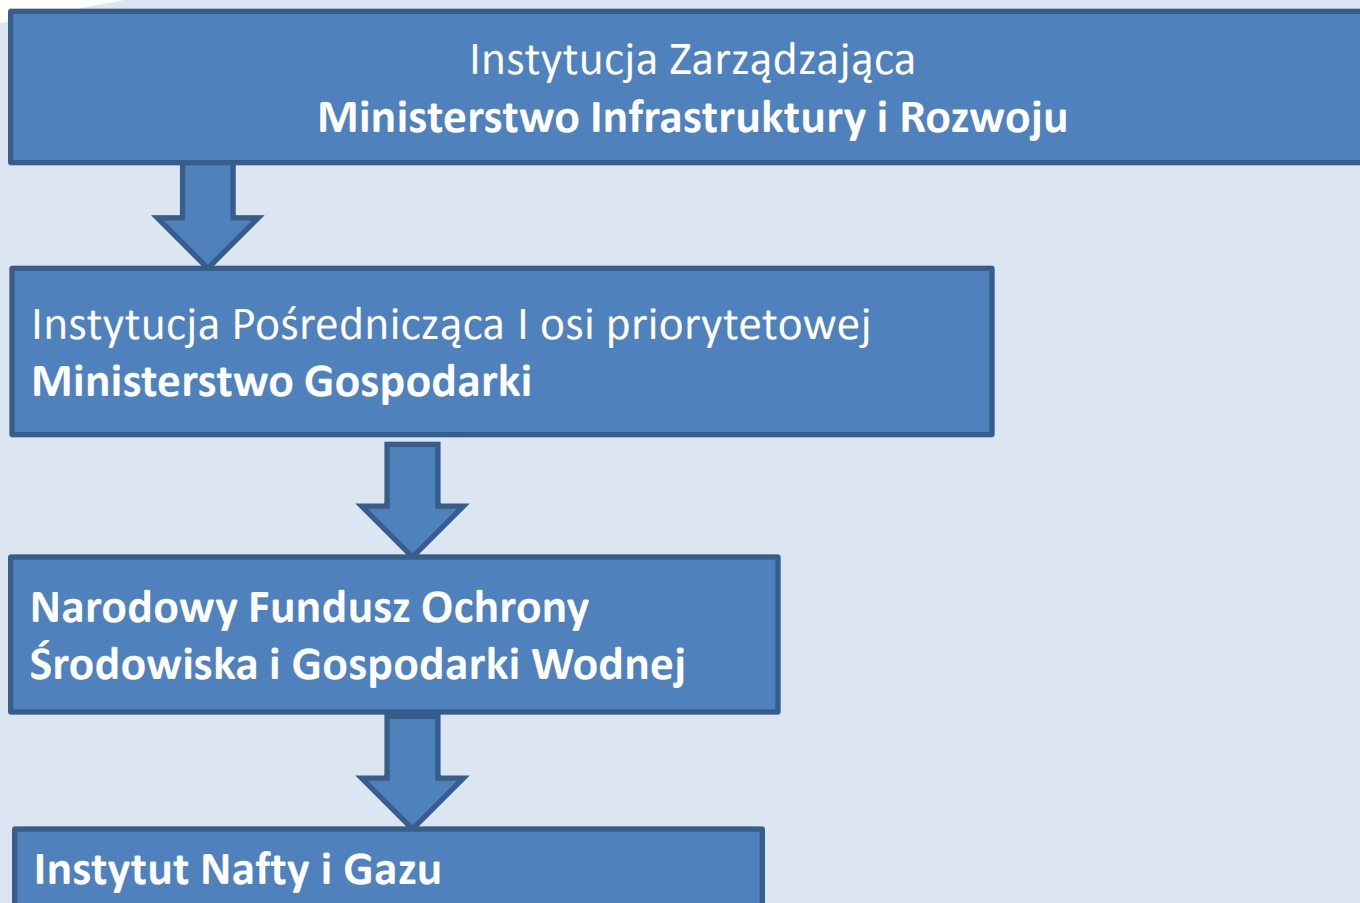 Instytucja Zarządzająca
Ministerstwo Infrastruktury i Rozwoju
Instytucja Pośrednicząca I osi priorytetowej
Ministerstwo Gospodarki
Narodowy Fundusz Ochrony
Środowiska i Gospodarki Wodnej
Instytut Nafty i Gazu